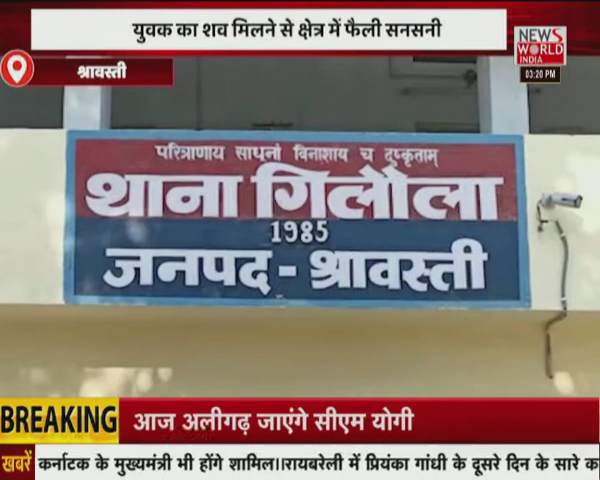 युवक का शव मिलने से क्षेत्र में फैली सनसनी
NEWS
WORLD
INDIA
03:20 PM
श्रावस्ती
परित्राणाय साधूनां विनाशाय च दुष्कृताम्
थाना गिलौला
1985
जनपद - श्रावस्ती
BREAKING आज अलीगढ़ जाएंगे सीएम योगी
खबरें कर्नाटक के मुख्यमंत्री भी होंगे शामिल।।रायबरेली में प्रियंका गांधी के दूसरे दिन के सारे क